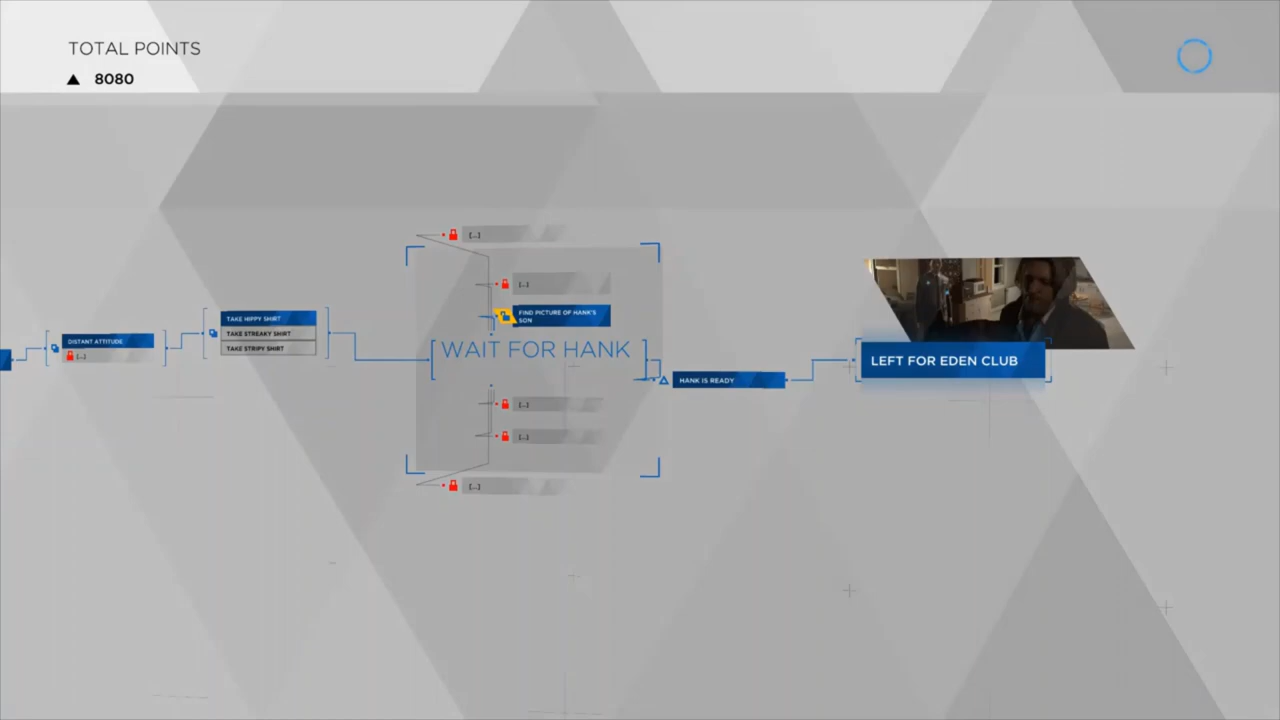 TOTAL POINTS
8080
[...]
[...]
FIND PICTURE OF HANK'S
SON
DISTANT ATTITUDE
[...]
TAKE HIPPY SHIRT
TAKE STREAKY SHIRT
TAKE STRIPY SHIRT
WAIT FOR HANK
HANK IS READY
LEFT FOR EDEN CLUB
[...]
[...]
[...]